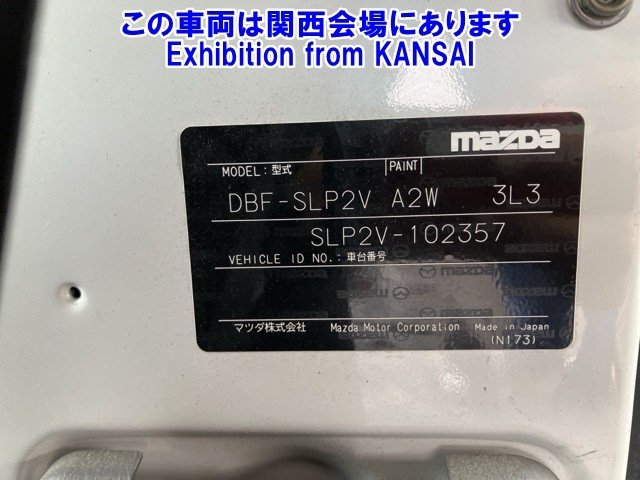 この車両は関西会場にあります
Exhibition from KANSAI
mazDa
MODEL: 型式 PAINT
DBF-SLP2V A2W 3L3
SLP2V-102357
VEHICLE ID NO.: 車台番号
マツダ株式会社 Mazda Motor Corporation Made in Japan
(N173)